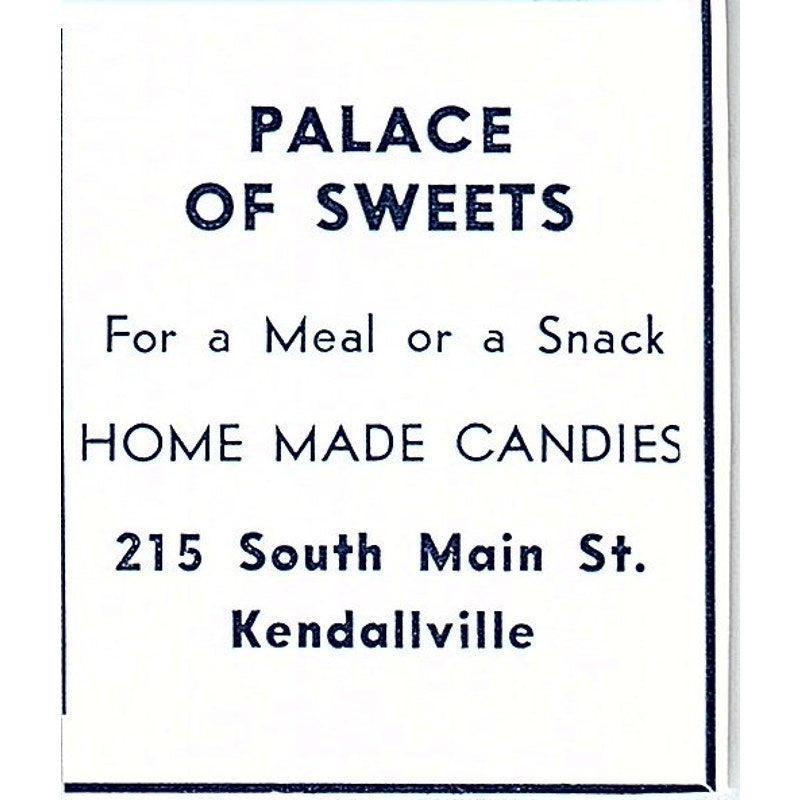 PALACE
OF SWEETS
For a Meal or a Snack
HOME MADE CANDIES
215 South Main St.
Kendallville